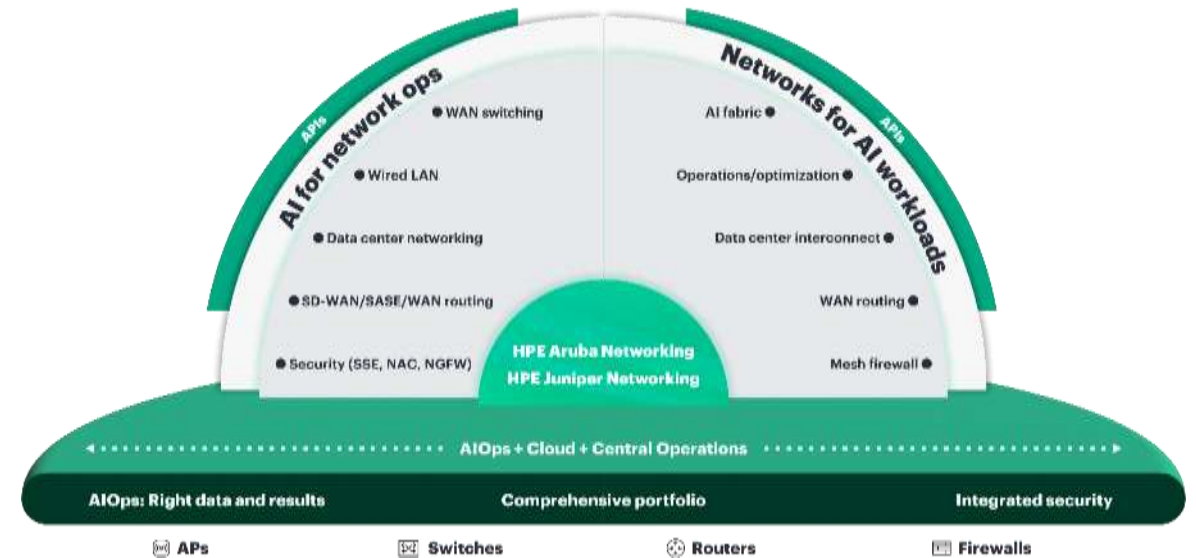 AI for network ops
APIs
WAN switching
Wired LAN
Data center networking
SD-WAN/SASE/WAN routing
Security (SSE, NAC, NGFW)
Networks for AI workloads
APIs
AI fabric
Operations/optimization
Data center interconnect
WAN routing
Mesh firewall
HPE Aruba Networking
HPE Juniper Networking
AIOps + Cloud + Central Operations
AIOps: Right data and results
Comprehensive portfolio
Integrated security
APs
Switches
Routers
Firewalls